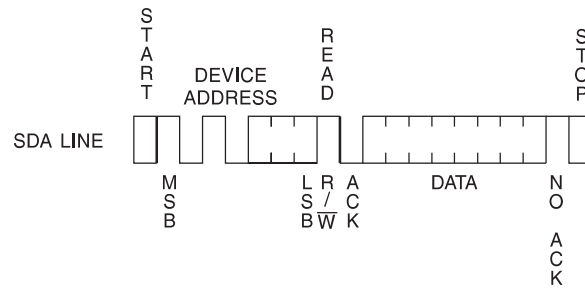 START
DEVICE
ADDRESS
READ
STOP
SDA LINE
MSB
LSB
R/W
ACK
DATA
NO ACK